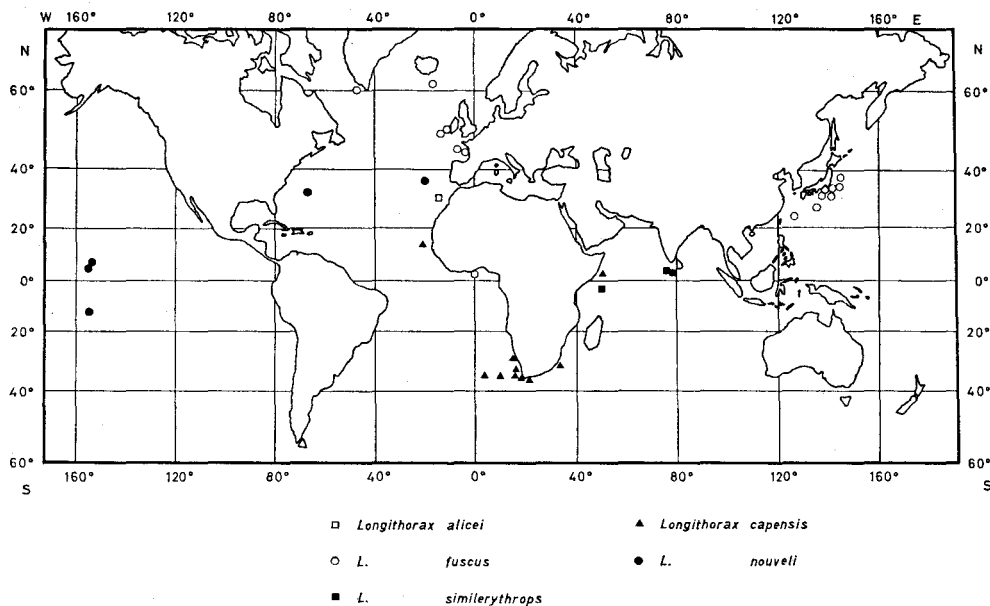 W 160° 120° 80° 40° 0° 40° 80° 120° 160° E
N N
60° 60°
40° 40°
20° 20°
0° 0°
20° 20°
40° 40°
60° 60°
S 160° 120° 80° 40° 0° 40° 80° 120° 160° S
Longithorax alicei Longithorax capensis
L. fuscus L. nouveli
L. similerythrops